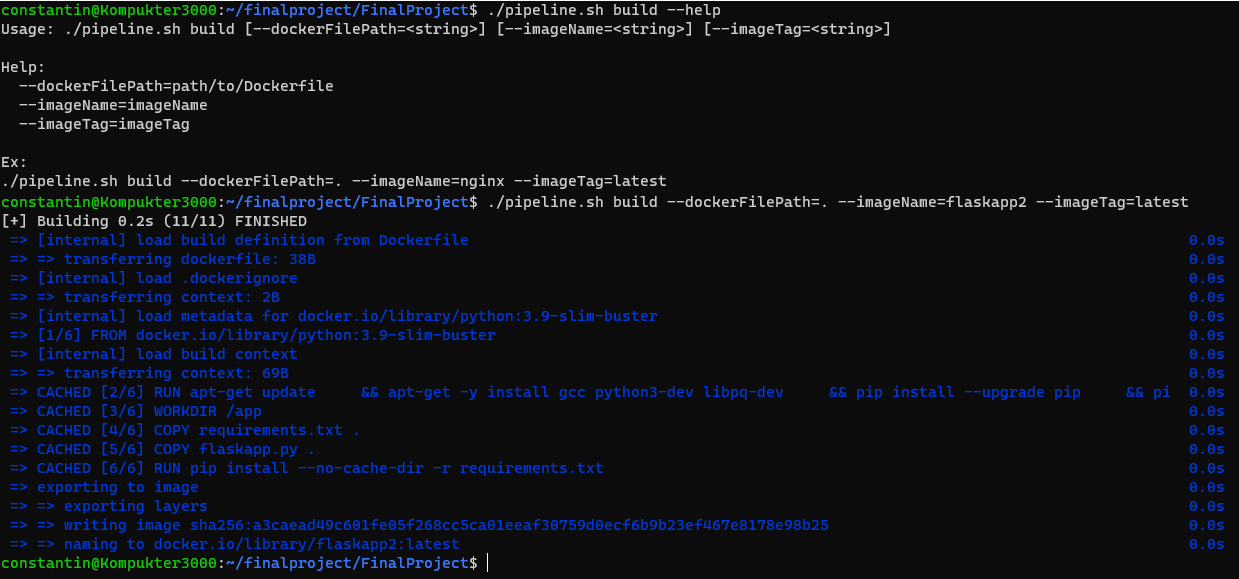 constantin@Kompukter3000:~/finalproject/FinalProject$ ./pipeline.sh build --help
Usage: ./pipeline.sh build [--dockerFilePath=<string>] [--imageName=<string>] [--imageTag=<string>]
Help:
  --dockerFilePath=path/to/Dockerfile
  --imageName=imageName
  --imageTag=imageTag
Ex:
./pipeline.sh build --dockerFilePath=. --imageName=nginx --imageTag=latest
constantin@Kompukter3000:~/finalproject/FinalProject$ ./pipeline.sh build --dockerFilePath=. --imageName=flaskapp2 --imageTag=latest
[+] Building 0.2s (11/11) FINISHED
 => [internal] load build definition from Dockerfile 0.0s
 => => transferring dockerfile: 38B 0.0s
 => [internal] load .dockerignore 0.0s
 => => transferring context: 2B 0.0s
 => [internal] load metadata for docker.io/library/python:3.9-slim-buster 0.0s
 => [1/6] FROM docker.io/library/python:3.9-slim-buster 0.0s
 => [internal] load build context 0.0s
 => => transferring context: 69B 0.0s
 => CACHED [2/6] RUN apt-get update     && apt-get -y install gcc python3-dev libpq-dev     && pip install --upgrade pip     && pi 0.0s
 => CACHED [3/6] WORKDIR /app 0.0s
 => CACHED [4/6] COPY requirements.txt . 0.0s
 => CACHED [5/6] COPY flaskapp.py . 0.0s
 => CACHED [6/6] RUN pip install --no-cache-dir -r requirements.txt 0.0s
 => exporting to image 0.0s
 => => exporting layers 0.0s
 => => writing image sha256:a3caead49c601fe05f268cc5ca01eeaf30759d0ecf6b9b23ef467e8178e98b25 0.0s
 => => naming to docker.io/library/flaskapp2:latest 0.0s
constantin@Kompukter3000:~/finalproject/FinalProject$